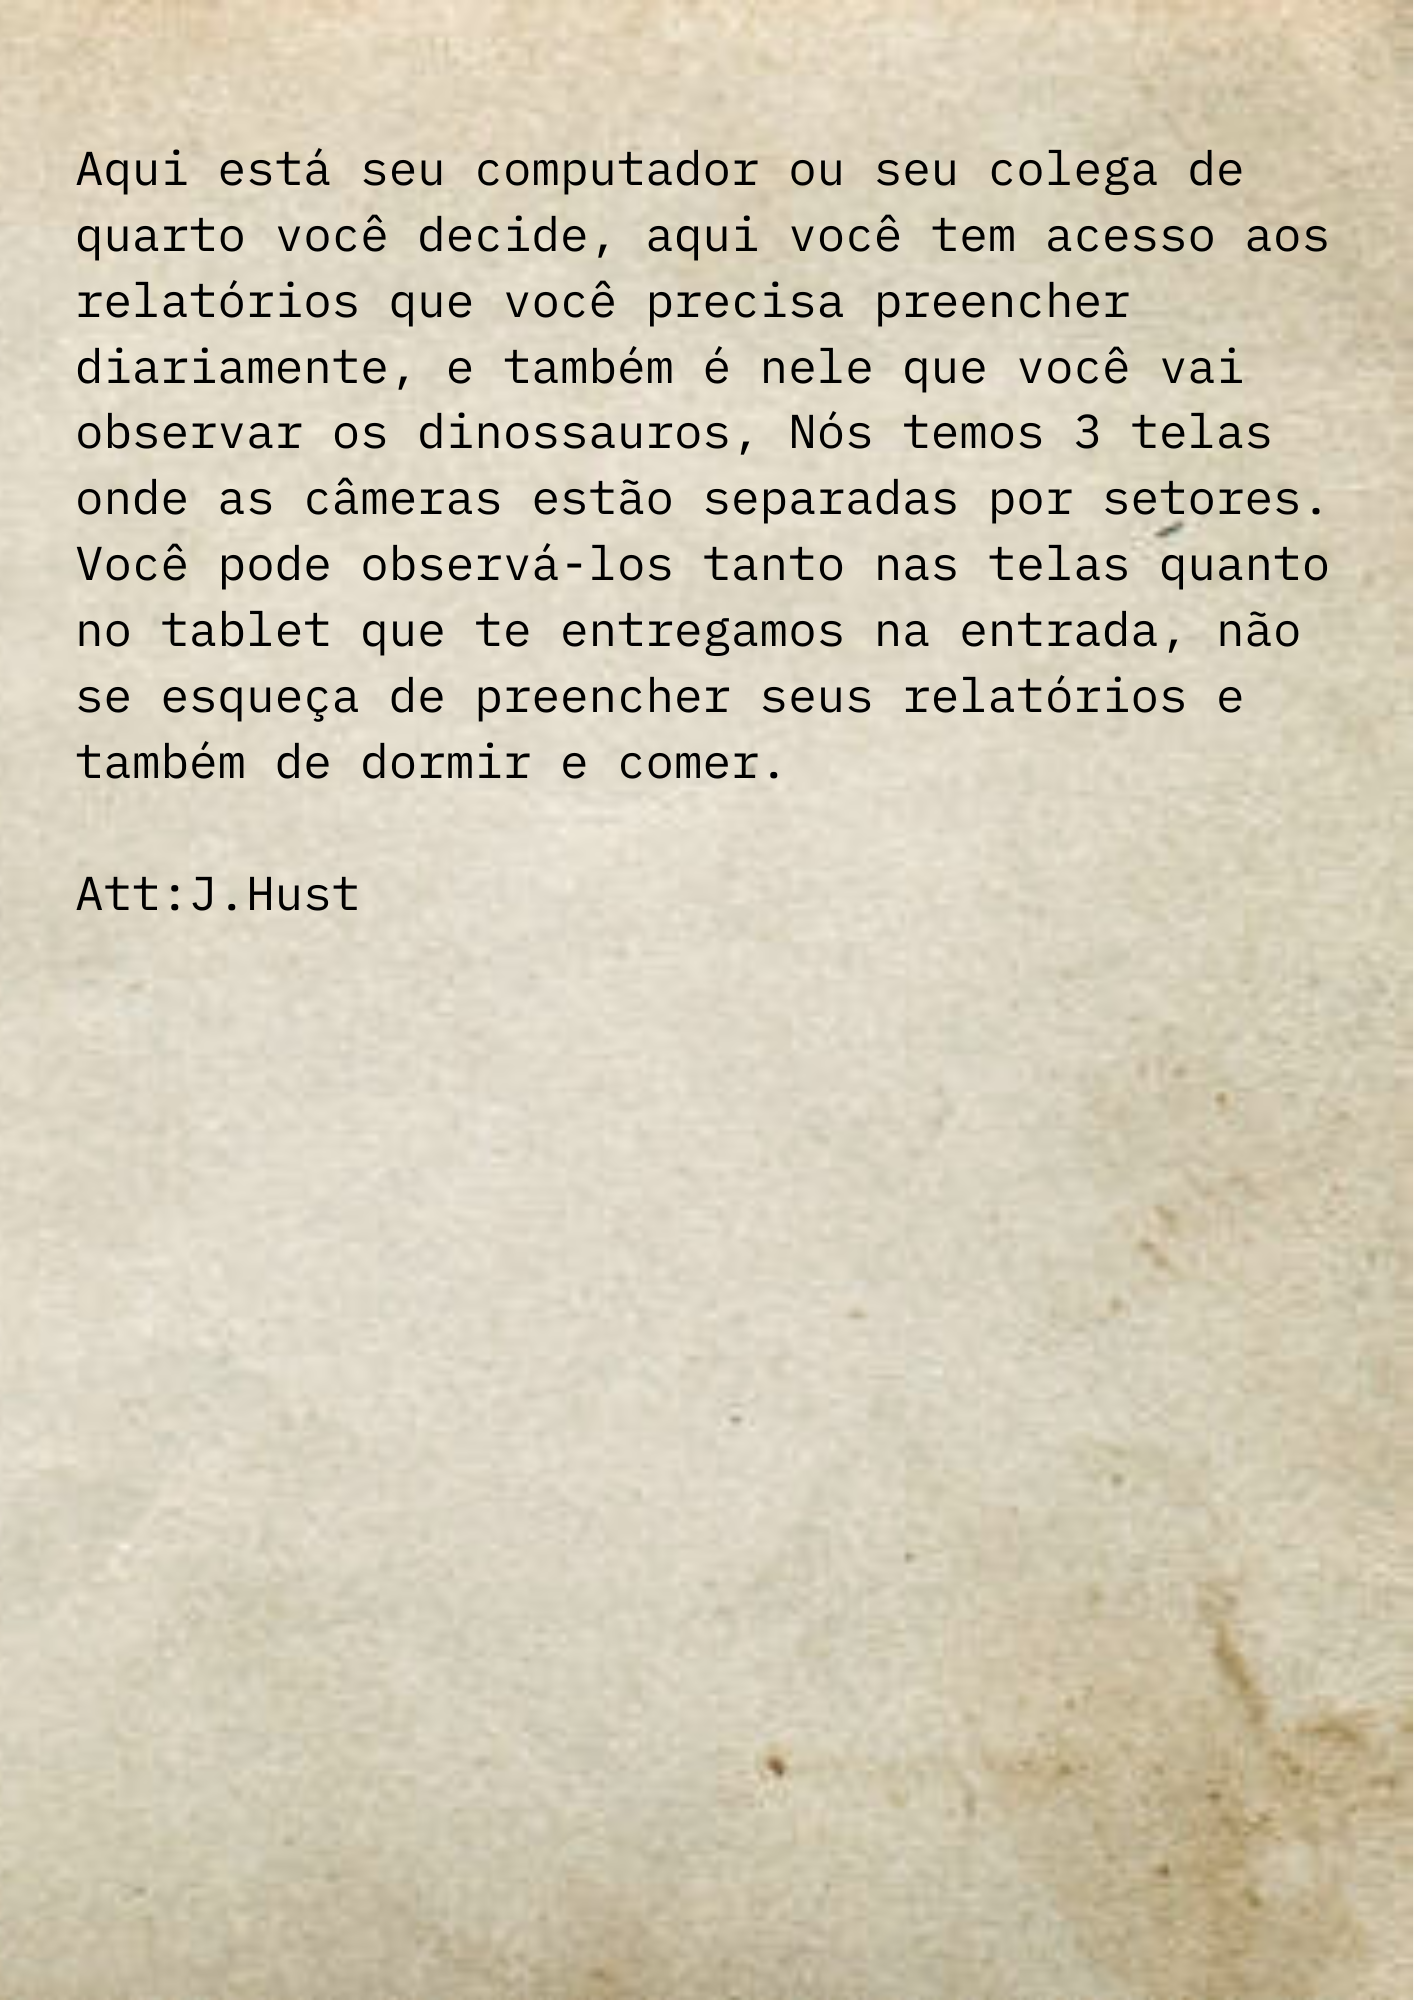 Aqui está seu computador ou seu colega de
quarto você decide, aqui você tem acesso aos
relatórios que você precisa preencher
diariamente, e também é nele que você vai
observar os dinossauros, Nós temos 3 telas
onde as câmeras estão separadas por setores.
Você pode observá-los tanto nas telas quanto
no tablet que te entregamos na entrada, não
se esqueça de preencher seus relatórios e
também de dormir e comer.
Att:J.Hust